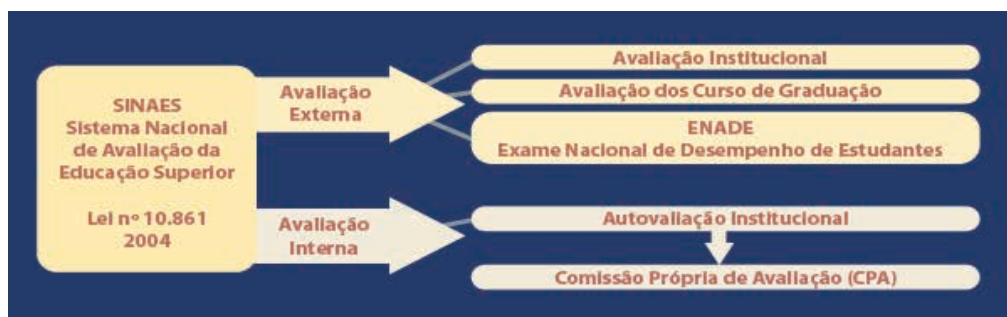 SINAES
Sistema Nacional
de Avaliação da
Educação Superior
Lei nº 10.861
2004
Avaliação
Externa
Avaliação Institucional
Avaliação dos Curso de Graduação
ENADE
Exame Nacional de Desempenho de Estudantes
Avaliação
Interna
Autovaliação Institucional
Comissão Própria de Avaliação (CPA)